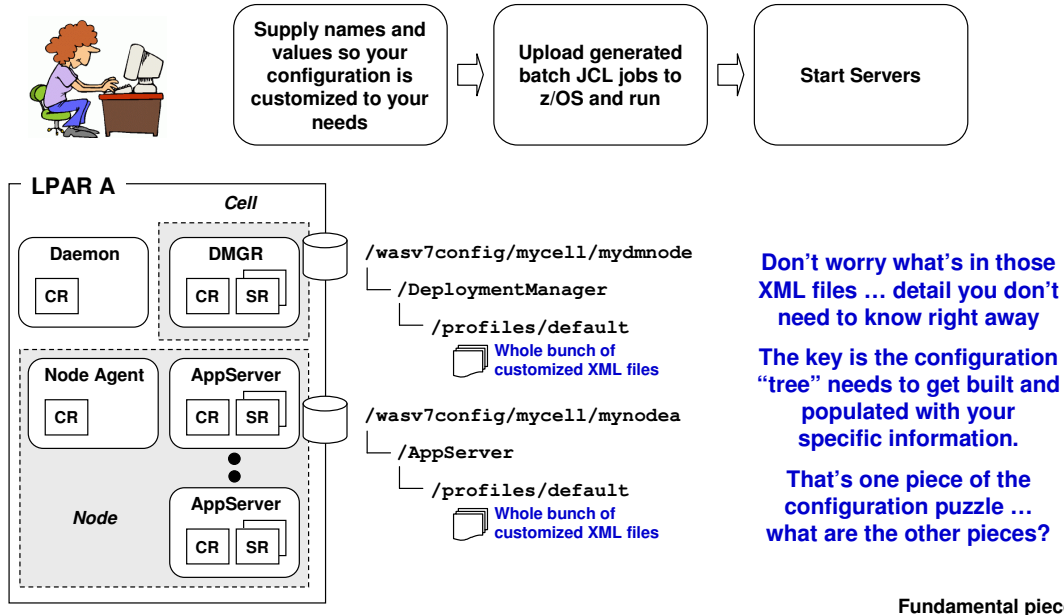 Supply names and
values so your
configuration is
customized to your
needs
Upload generated
batch JCL jobs to
z/OS and run
Start Servers
LPAR A
Cell
Daemon
CR
DMGR
CR SR
/wasv7config/mycell/mydmnode
/DeploymentManager
/profiles/default
Whole bunch of
customized XML files
Node Agent
CR
AppServer
CR SR
/wasv7config/mycell/mynodea
/AppServer
/profiles/default
Whole bunch of
customized XML files
Node
AppServer
CR SR
Don't worry what's in those
XML files … detail you don't
need to know right away
The key is the configuration
“tree” needs to get built and
populated with your
specific information.
That's one piece of the
configuration puzzle …
what are the other pieces?
Fundamental piec